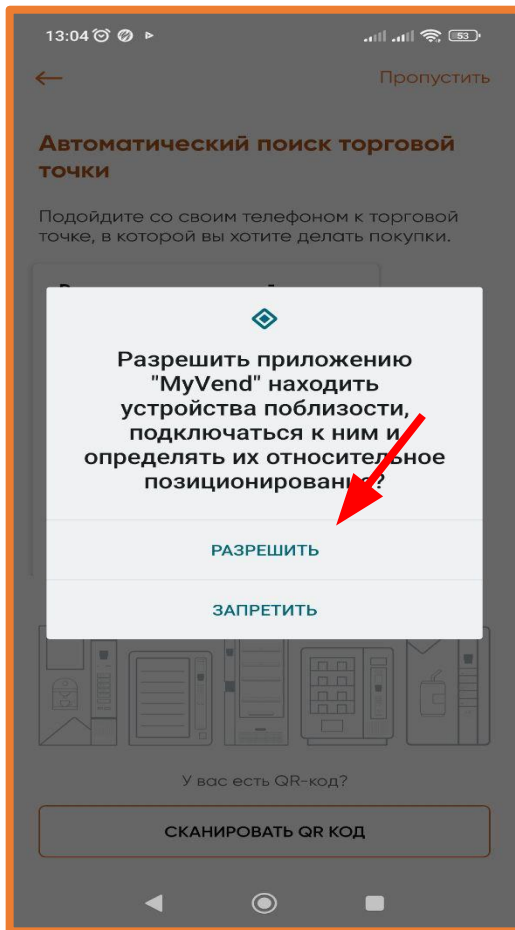 13:04
53
Пропустить
Автоматический поиск торговой
точки
Подойдите со своим телефоном к торговой
точке, в которой вы хотите делать покупки.
Разрешить приложению
"MyVend" находить
устройства поблизости,
подключаться к ним и
определять их относительное
позиционирование?
РАЗРЕШИТЬ
ЗАПРЕТИТЬ
У вас есть QR-код?
СКАНИРОВАТЬ QR КОД